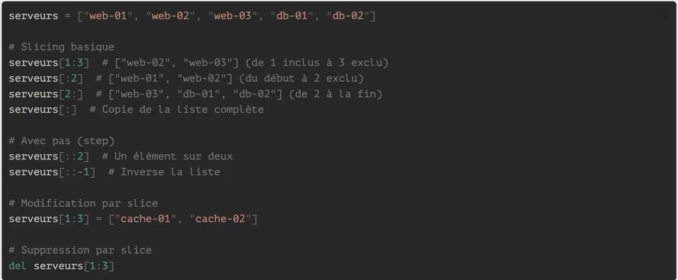 serveurs = ["web-01", "web-02", "web-03", "db-01", "db-02"]
# Slicing basique
serveurs[1:3]  # ["web-02", "web-03"] (de 1 inclus à 3 exclu)
serveurs[:2]  # ["web-01", "web-02"] (du début à 2 exclu)
serveurs[2:]  # ["web-03", "db-01", "db-02"] (de 2 à la fin)
serveurs[:]  # Copie de la liste complète
# Avec pas (step)
serveurs[::2]  # Un élément sur deux
serveurs[::-1]  # Inverse la liste
# Modification par slice
serveurs[1:3] = ["cache-01", "cache-02"]
# Suppression par slice
del serveurs[1:3]